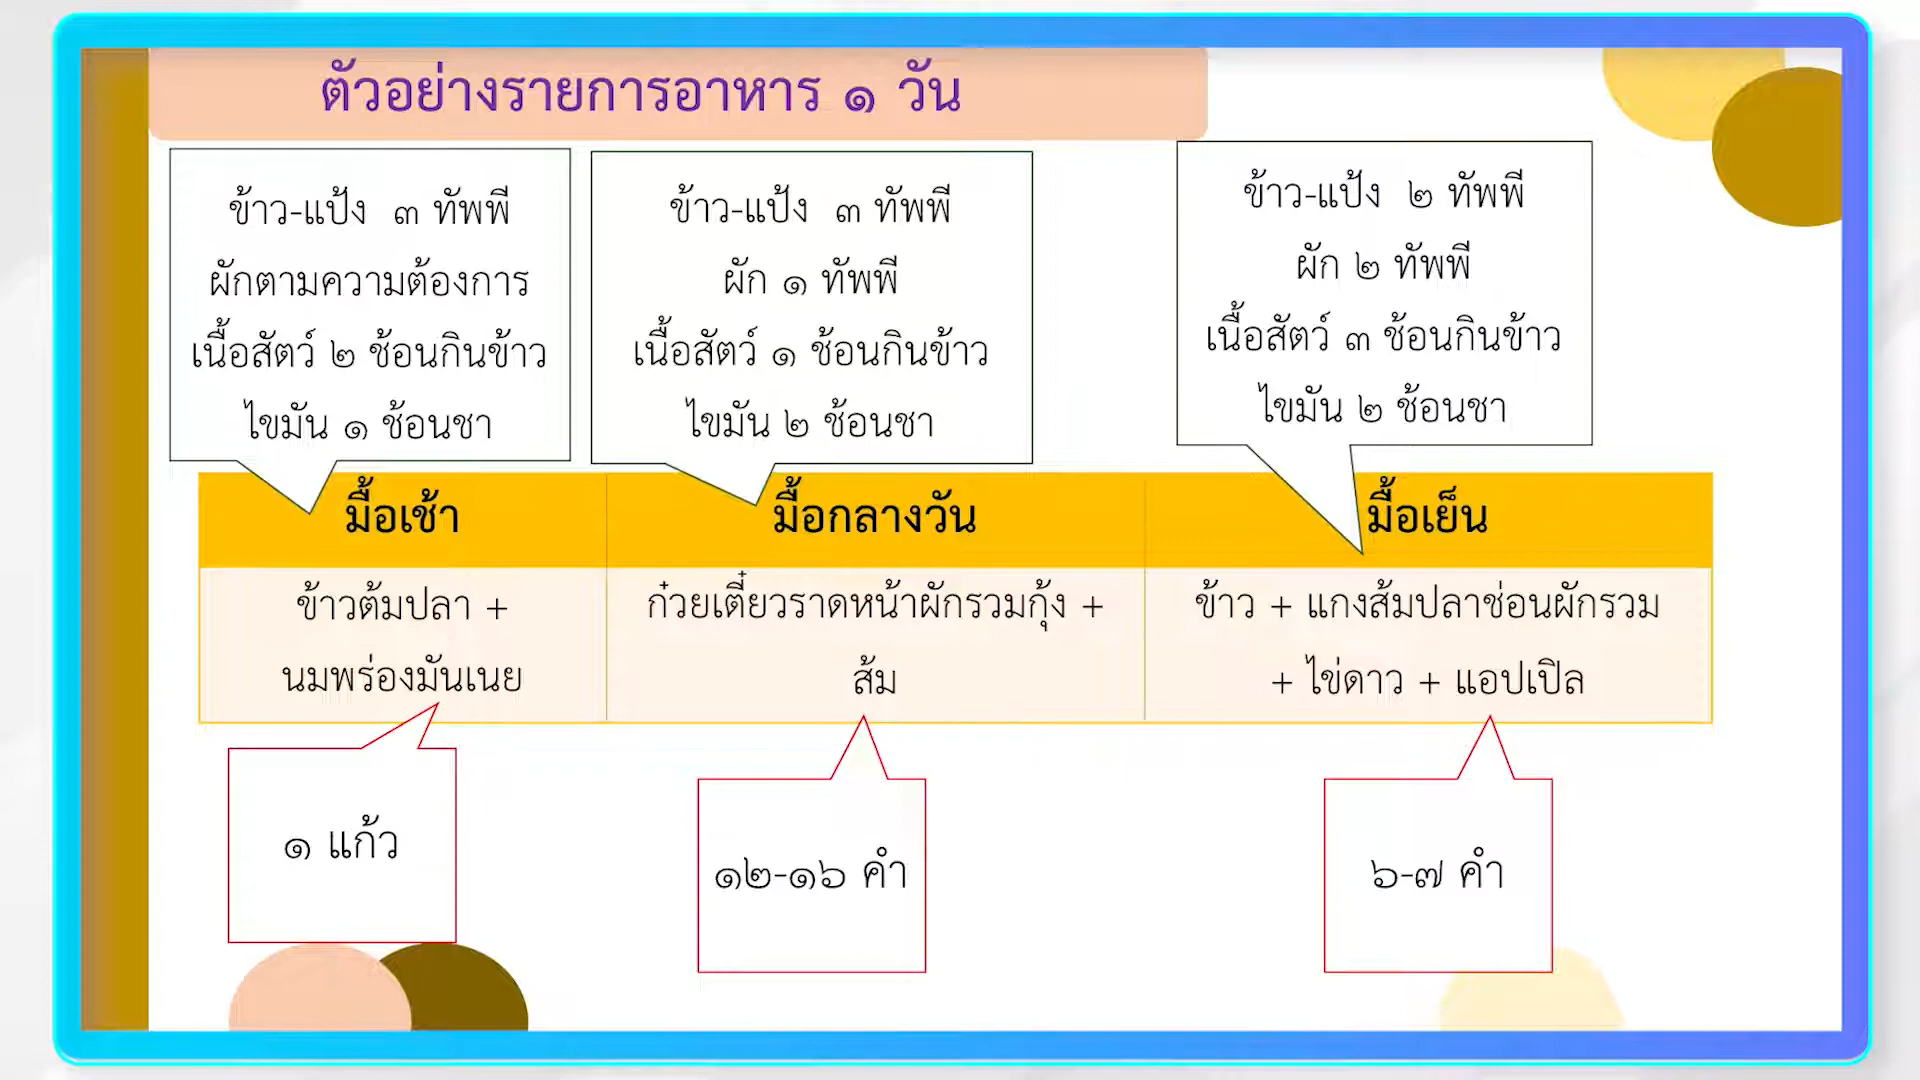 ตัวอย่างรายการอาหาร ๑ วัน
ข้าว-แป้ง ๓ ทัพพี
ผักตามความต้องการ
เนื้อสัตว์ ๒ ช้อนกินข้าว
ไขมัน ๑ ช้อนชา
ข้าว-แป้ง ๓ ทัพพี
ผัก ๑ ทัพพี
เนื้อสัตว์ ๑ ช้อนกินข้าว
ไขมัน ๒ ช้อนชา
ข้าว-แป้ง ๒ ทัพพี
ผัก ๒ ทัพพี
เนื้อสัตว์ ๓ ช้อนกินข้าว
ไขมัน ๒ ช้อนชา
มื้อเช้า
มื้อกลางวัน
มื้อเย็น
ข้าวต้มปลา +
นมพร่องมันเนย
ก๋วยเตี๋ยวราดหน้าผักรวมกุ้ง +
ส้ม
ข้าว + แกงส้มปลาช่อนผักรวม
+ ไข่ดาว + แอปเปิล
๑ แก้ว
๑๒-๑๖ คำ
๖-๗ คำ